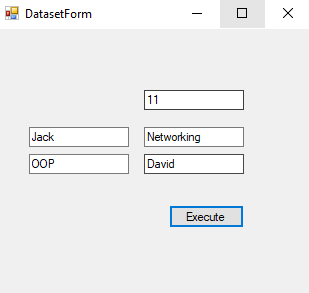 DatasetForm
11
Jack Networking
OOP David
Execute